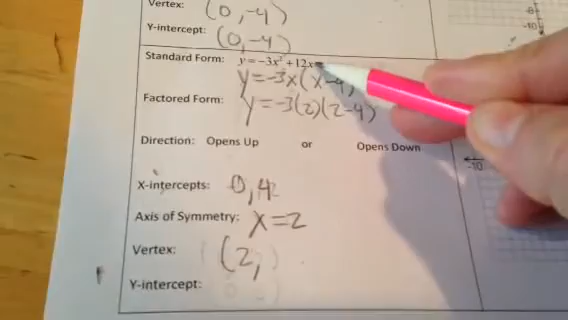 Vertex: (0,-4)
Y-intercept: (0,-4)
Standard Form: y = -3x² + 12x
y=-3x(x-4)
Factored Form: y=-3(2)(2-4)
Direction: Opens Up or Opens Down
X-intercepts: 0,4
Axis of Symmetry: x=2
Vertex: (2, )
Y-intercept:
-10